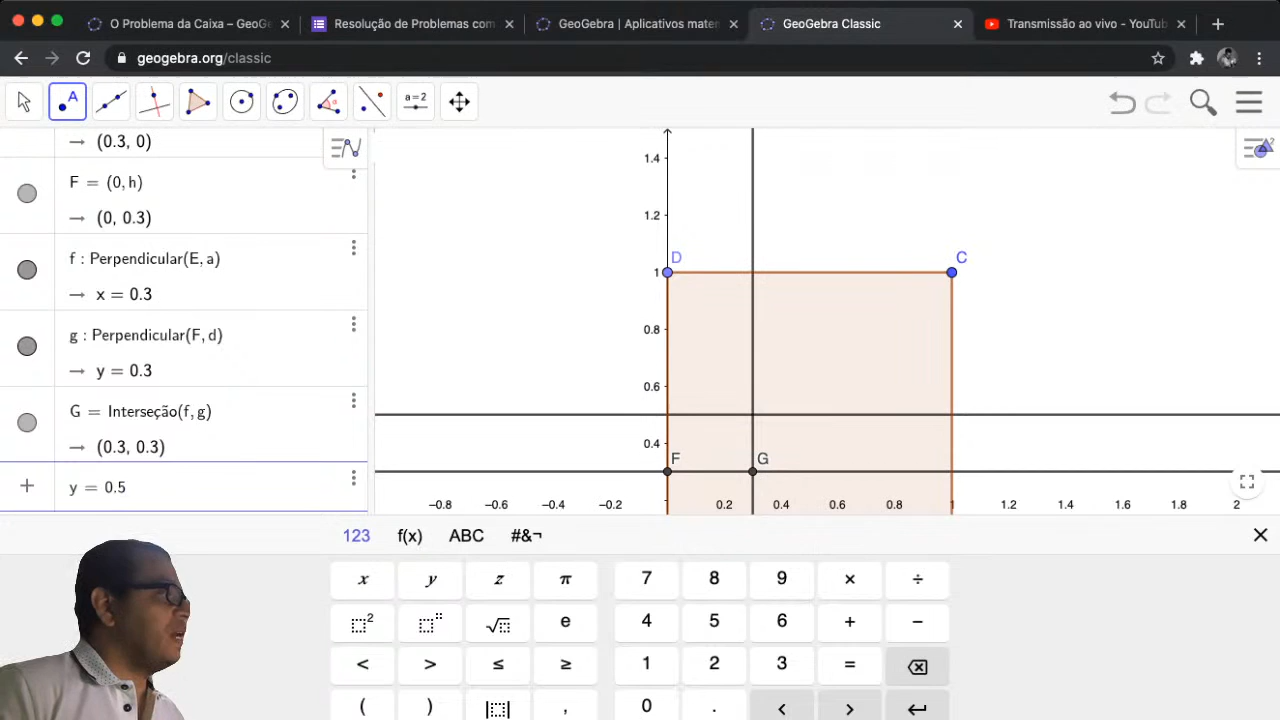 O Problema da Caixa – GeoG
Resolução de Problemas com
GeoGebra | Aplicativos mater
GeoGebra Classic
Transmissão ao vivo - YouTub
geogebra.org/classic
A
a=2
→ (0.3, 0)
F = (0, h)
→ (0, 0.3)
f : Perpendicular(E, a)
→ x = 0.3
g : Perpendicular(F, d)
→ y = 0.3
G = Interseção(f, g)
→ (0.3, 0.3)
y = 0.5
1.4
1.2
1
0.8
0.6
0.4
D
C
F
G
−0.8 −0.6 −0.4 −0.2 0.2 0.4 0.6 0.8 1 1.2 1.4 1.6 1.8 2
123 f(x) ABC #&¬
x y z π 7 8 9 × ÷
□² □□ √□ e 4 5 6 + −
< > ≤ ≥ 1 2 3 =
( ) |□| , 0 . < >